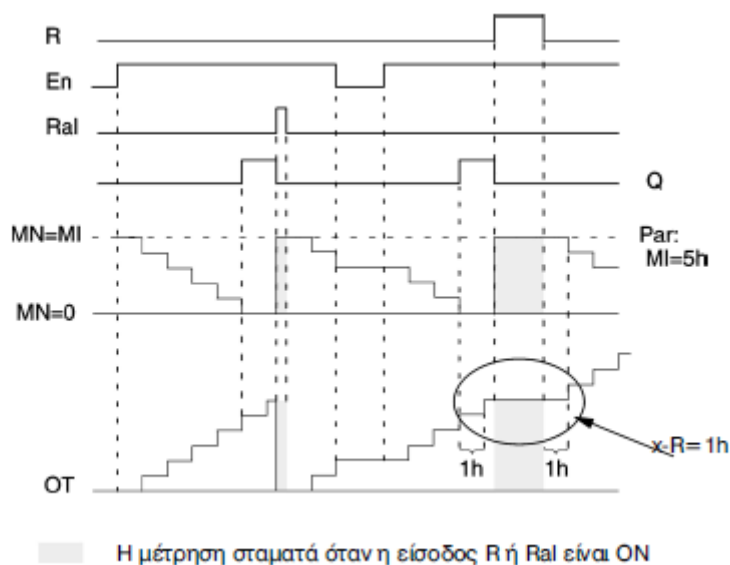 R
En
Ral
Q
MN=MI
Par:
MI=5h
MN=0
x-R= 1h
1h
1h
OT
Η μέτρηση σταματά όταν η είσοδος R ή Ral είναι ON